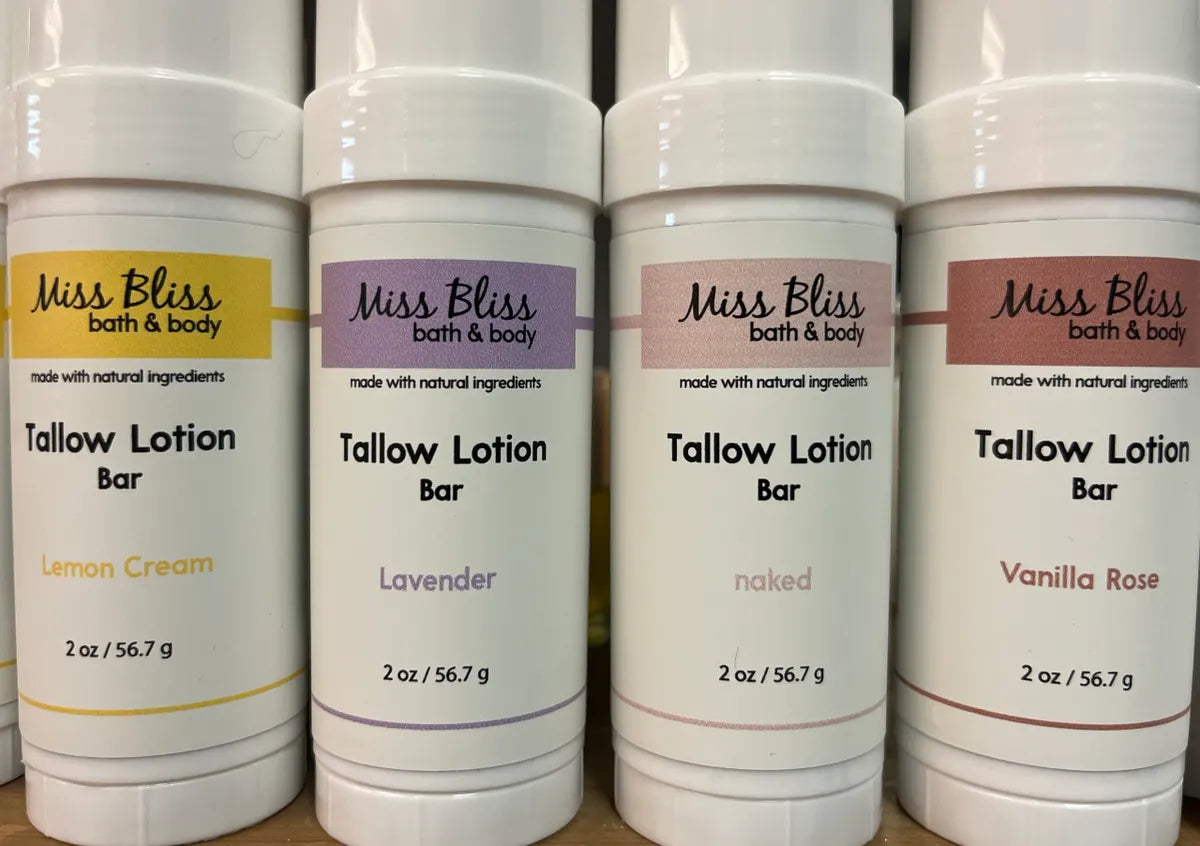 Miss Bliss
bath & body
made with natural ingredients
Tallow Lotion
Bar
Lemon Cream
2 oz / 56.7 g
Miss Bliss
bath & body
made with natural ingredients
Tallow Lotion
Bar
Lavender
2 oz / 56.7 g
Miss Bliss
bath & body
made with natural ingredients
Tallow Lotion
Bar
naked
2 oz / 56.7 g
Miss Bliss
bath & body
made with natural ingredients
Tallow Lotion
Bar
Vanilla Rose
2 oz / 56.7 g